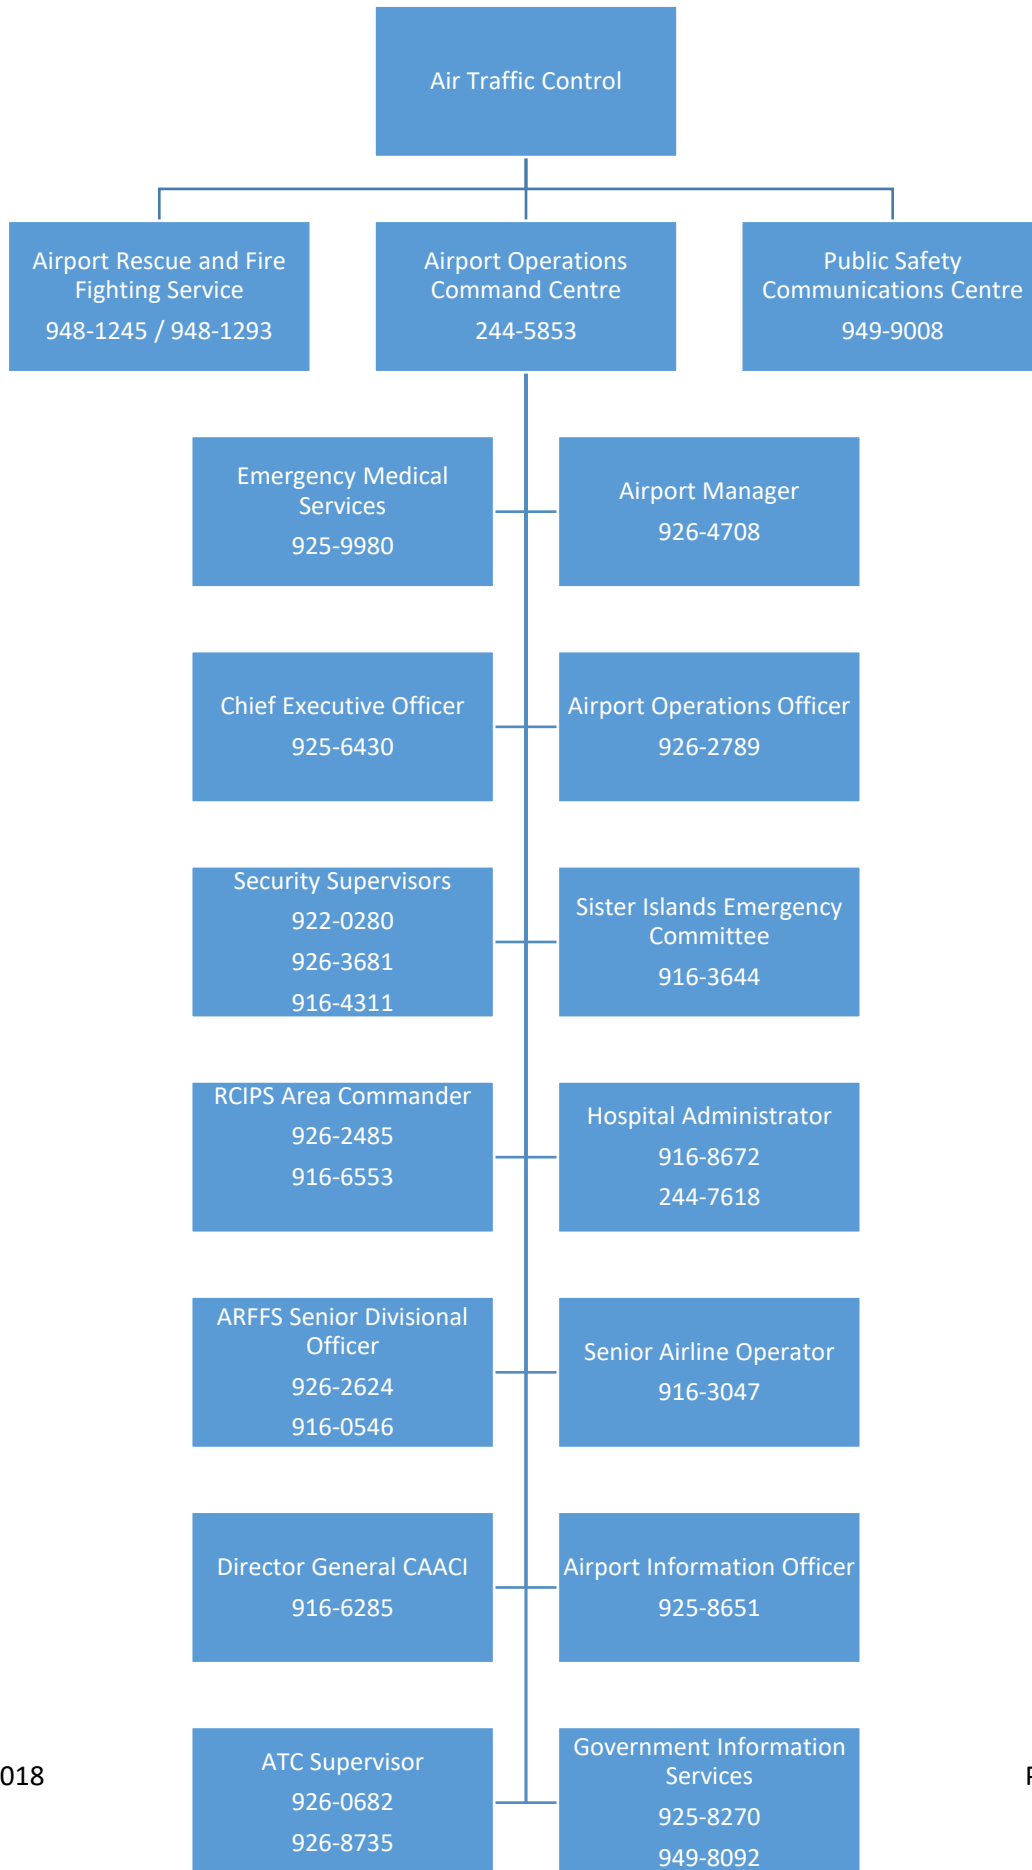 Air Traffic Control
Airport Rescue and Fire
Fighting Service
948-1245 / 948-1293
Airport Operations
Command Centre
244-5853
Public Safety
Communications Centre
949-9008
Emergency Medical
Services
925-9980
Airport Manager
926-4708
Chief Executive Officer
925-6430
Airport Operations Officer
926-2789
Security Supervisors
922-0280
926-3681
916-4311
Sister Islands Emergency
Committee
916-3644
RCIPS Area Commander
926-2485
916-6553
Hospital Administrator
916-8672
244-7618
ARFFS Senior Divisional
Officer
926-2624
916-0546
Senior Airline Operator
916-3047
Director General CAACI
916-6285
Airport Information Officer
925-8651
ATC Supervisor
926-0682
926-8735
Government Information
Services
925-8270
949-8092
018